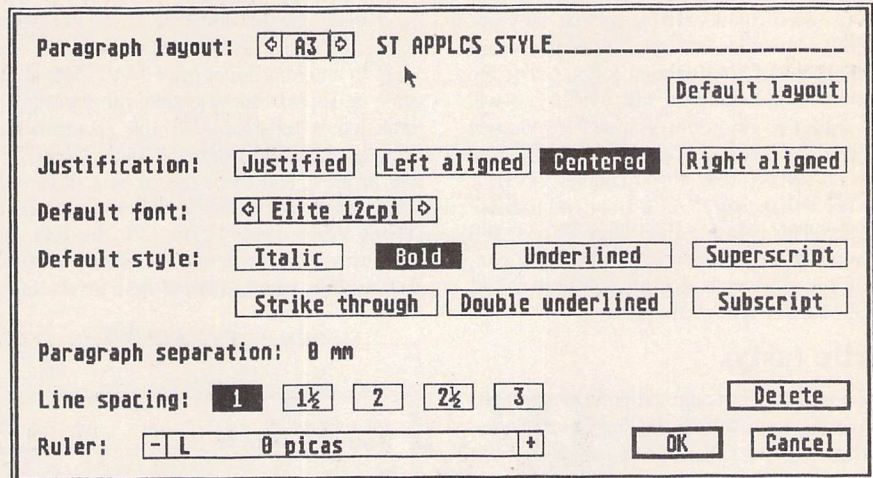 Paragraph layout: A3 ST APPLCS STYLE
Default layout
Justification: Justified Left aligned Centered Right aligned
Default font: Elite 12cpi
Default style: Italic Bold Underlined Superscript
Strike through Double underlined Subscript
Paragraph separation: 0 mm
Line spacing: 1 1½ 2 2½ 3 Delete
Ruler: - L 0 picas + OK Cancel